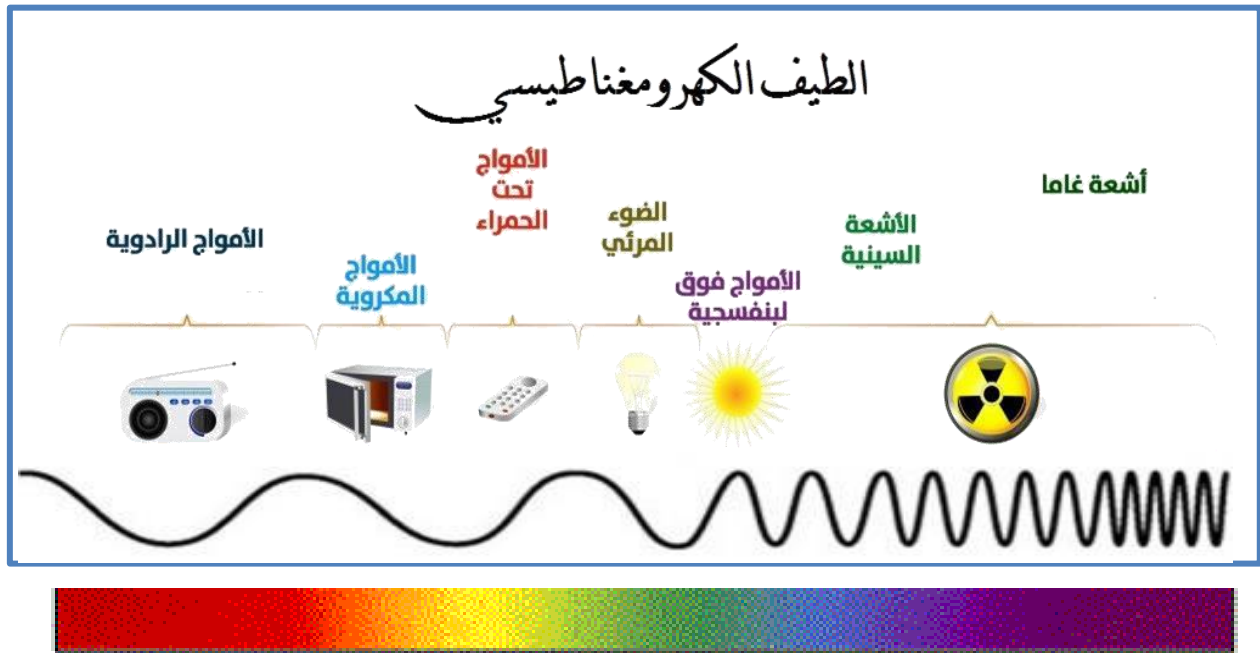 الطيف الكهرومغناطيسي
أشعة غاما
الأشعة
السينية
الأمواج فوق
لبنفسجية
الضوء
المرئي
الأمواج
تحت
الحمراء
الأمواج
المكروية
الأمواج الرادوية